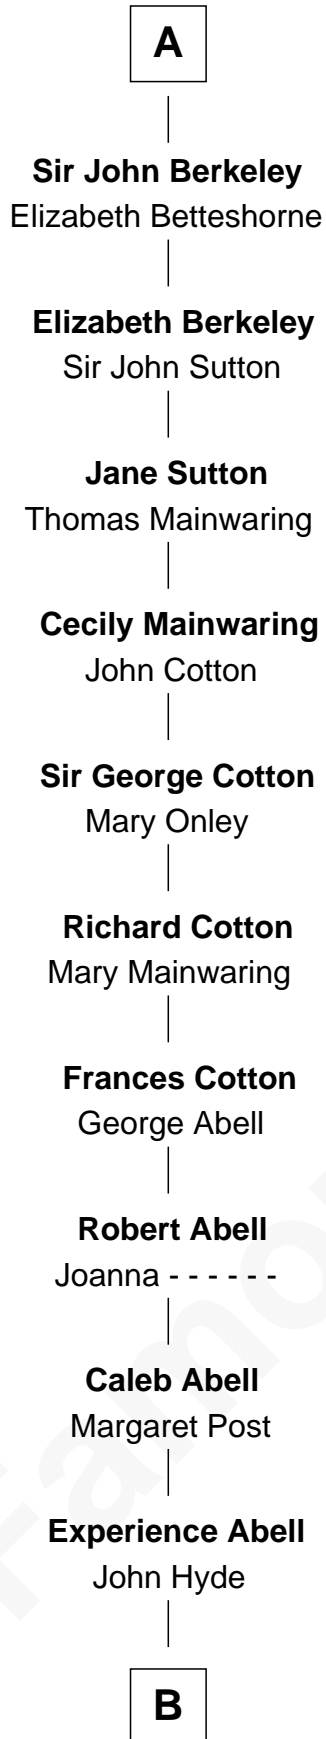 A
Sir John Berkeley
Elizabeth Betteshorne
Elizabeth Berkeley
Sir John Sutton
Jane Sutton
Thomas Mainwaring
Cecily Mainwaring
John Cotton
Sir George Cotton
Mary Onley
Richard Cotton
Mary Mainwaring
Frances Cotton
George Abell
Robert Abell
Joanna - - - - - -
Caleb Abell
Margaret Post
Experience Abell
John Hyde
B